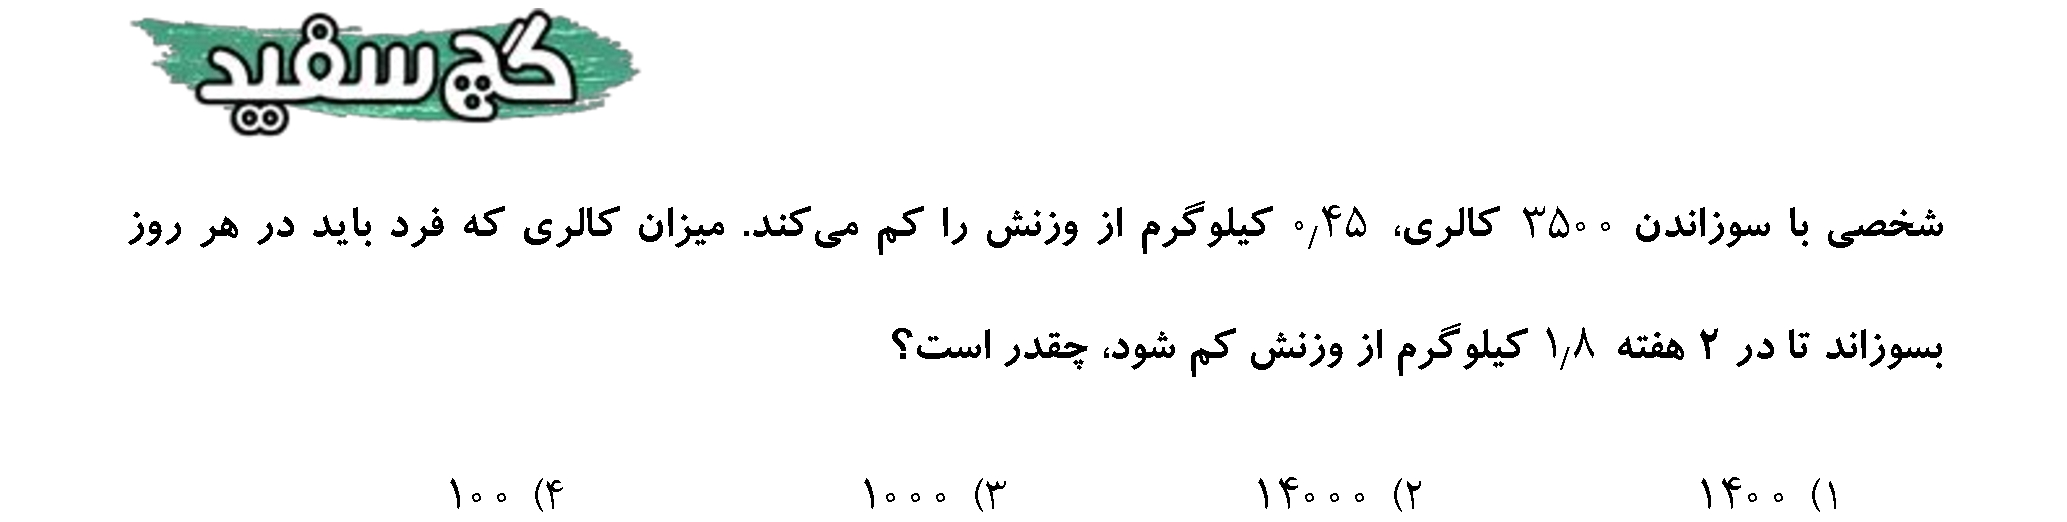 گچ سفید
شخصی با سوزاندن ۳۵۰۰ کالری، ۰٫۴۵ کیلوگرم از وزنش را کم می‌کند. میزان کالری که فرد باید در هر روز
بسوزاند تا در ۲ هفته ۱٫۸ کیلوگرم از وزنش کم شود، چقدر است؟
۱) ۱۴۰۰ ۲) ۱۴۰۰۰ ۳) ۱۰۰۰ ۴) ۱۰۰